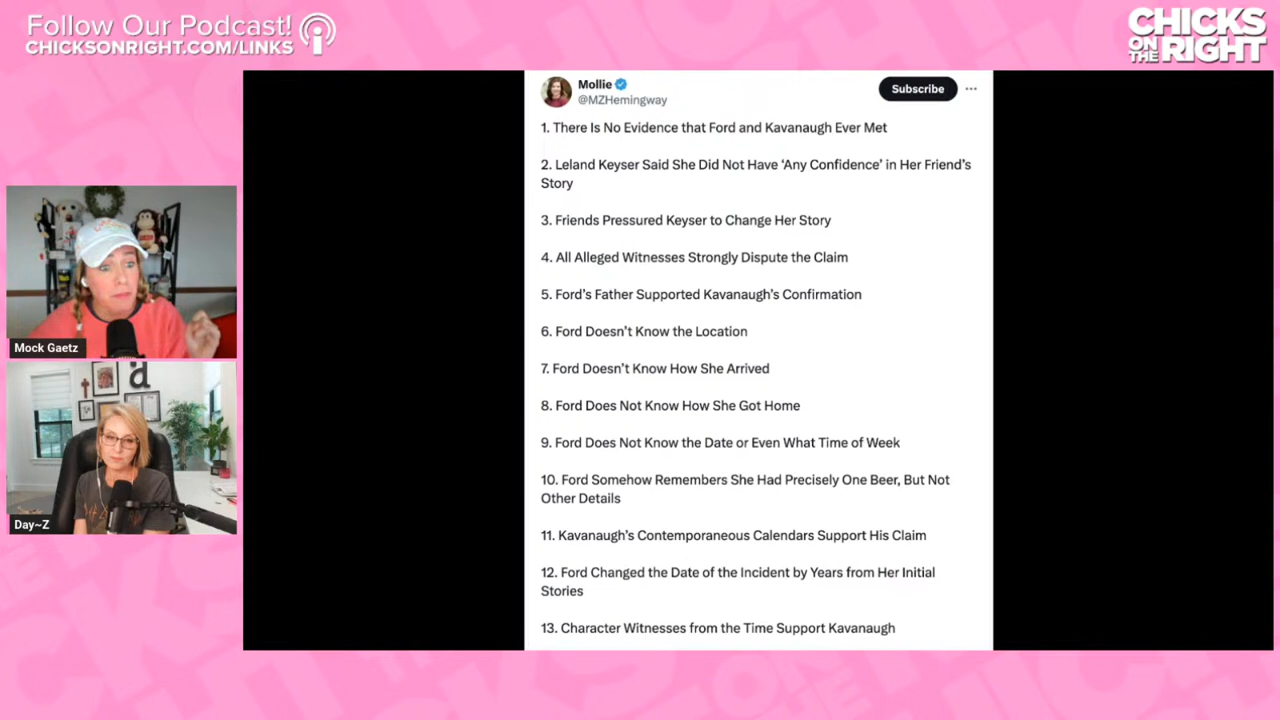 Follow Our Podcast!
CHICKSONRIGHT.COM/LINKS
CHICKS
ON THE RIGHT
Mollie
@MZHemingway
Subscribe
1. There Is No Evidence that Ford and Kavanaugh Ever Met
2. Leland Keyser Said She Did Not Have ‘Any Confidence’ in Her Friend’s
Story
3. Friends Pressured Keyser to Change Her Story
4. All Alleged Witnesses Strongly Dispute the Claim
5. Ford’s Father Supported Kavanaugh’s Confirmation
6. Ford Doesn’t Know the Location
7. Ford Doesn’t Know How She Arrived
8. Ford Does Not Know How She Got Home
9. Ford Does Not Know the Date or Even What Time of Week
10. Ford Somehow Remembers She Had Precisely One Beer, But Not
Other Details
11. Kavanaugh’s Contemporaneous Calendars Support His Claim
12. Ford Changed the Date of the Incident by Years from Her Initial
Stories
13. Character Witnesses from the Time Support Kavanaugh
Mock Gaetz
a
Day~Z